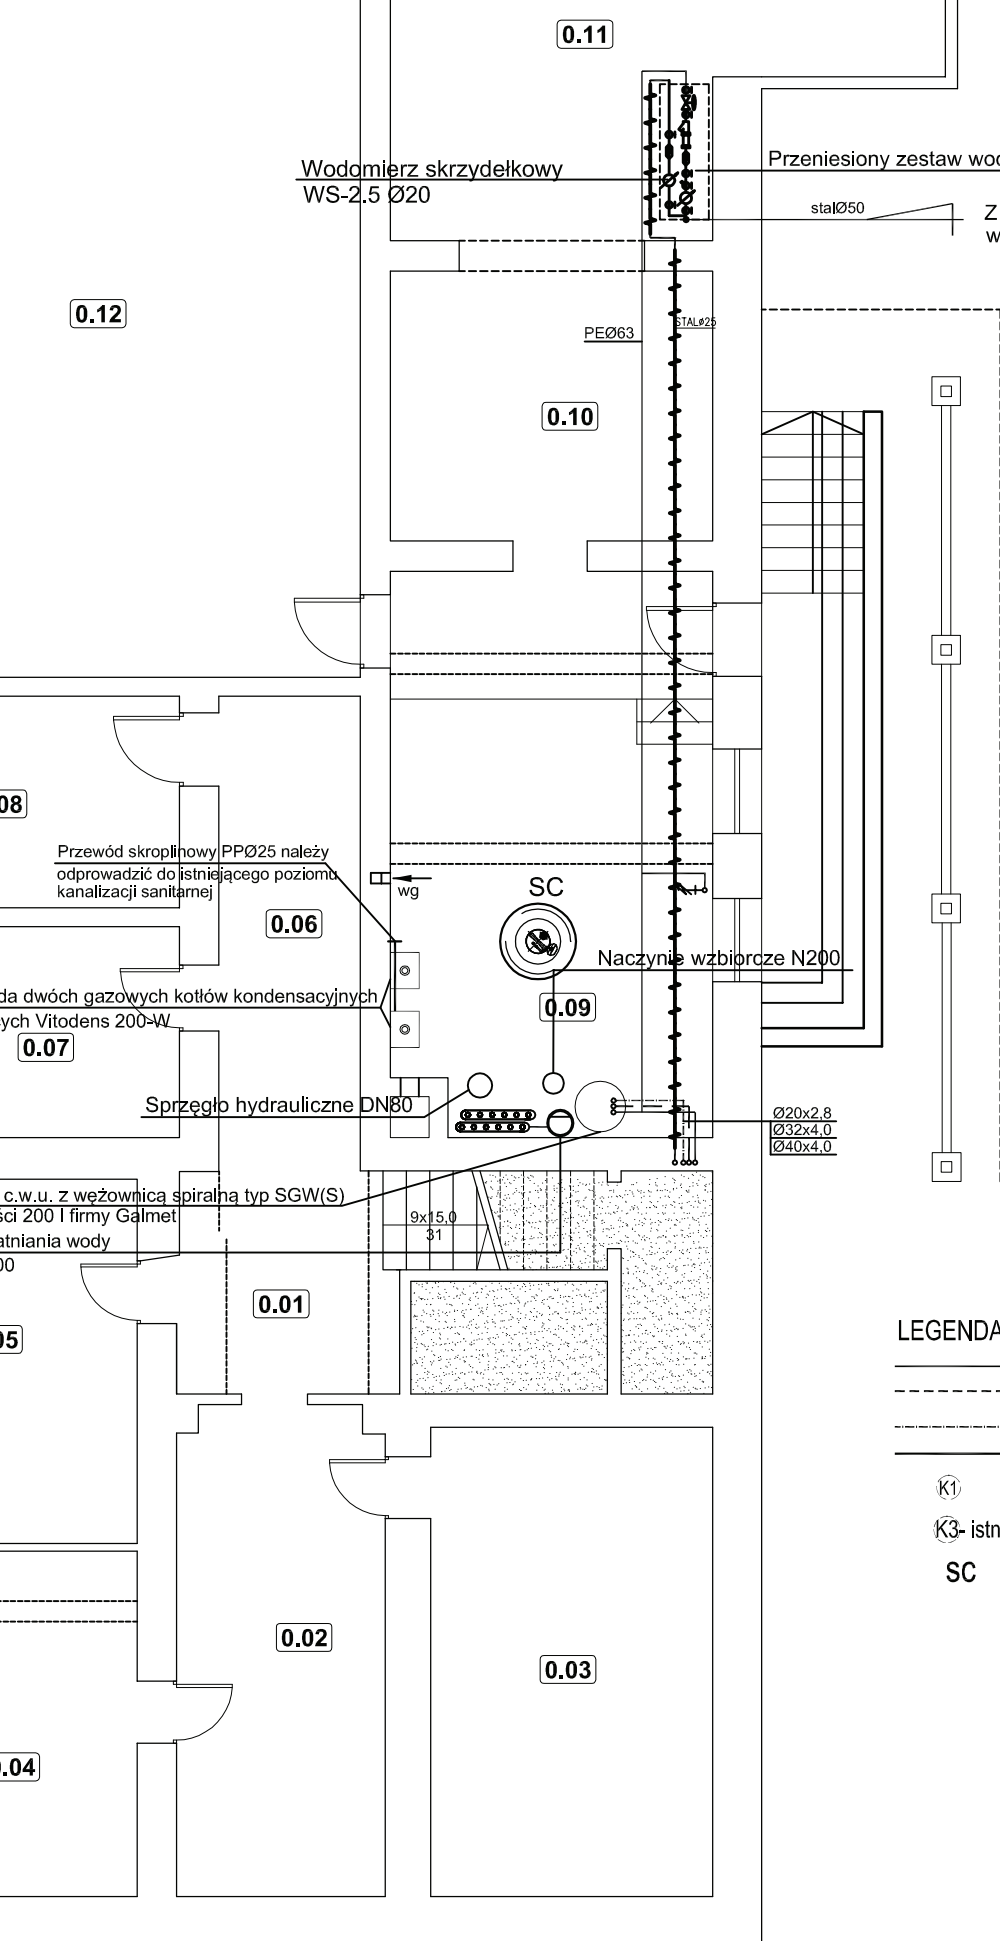 0.11
Wodomierz skrzydełkowy
WS-2.5 Ø20
Przeniesiony zestaw
stalØ50
Z
0.12
PEØ63
STALØ25
0.10
08
Przewód skroplinowy PPØ25 należy
odprowadzić do istniejącego poziomu
kanalizacji sanitarnej
wg
SC
0.06
Naczynie wzbiorcze N200
da dwóch gazowych kotłów kondensacyjnych
ych Vitodens 200-W
0.09
0.07
Sprzęgło hydrauliczne DN80
Ø20x2,8
Ø32x4,0
Ø40x4,0
c.w.u. z wężownicą spiralną typ SGW(S)
ści 200 l firmy Galmet
atniania wody
00
9x15,0
31
0.01
05
LEGENDA
K1
K3- istn
SC
0.02
0.03
.04